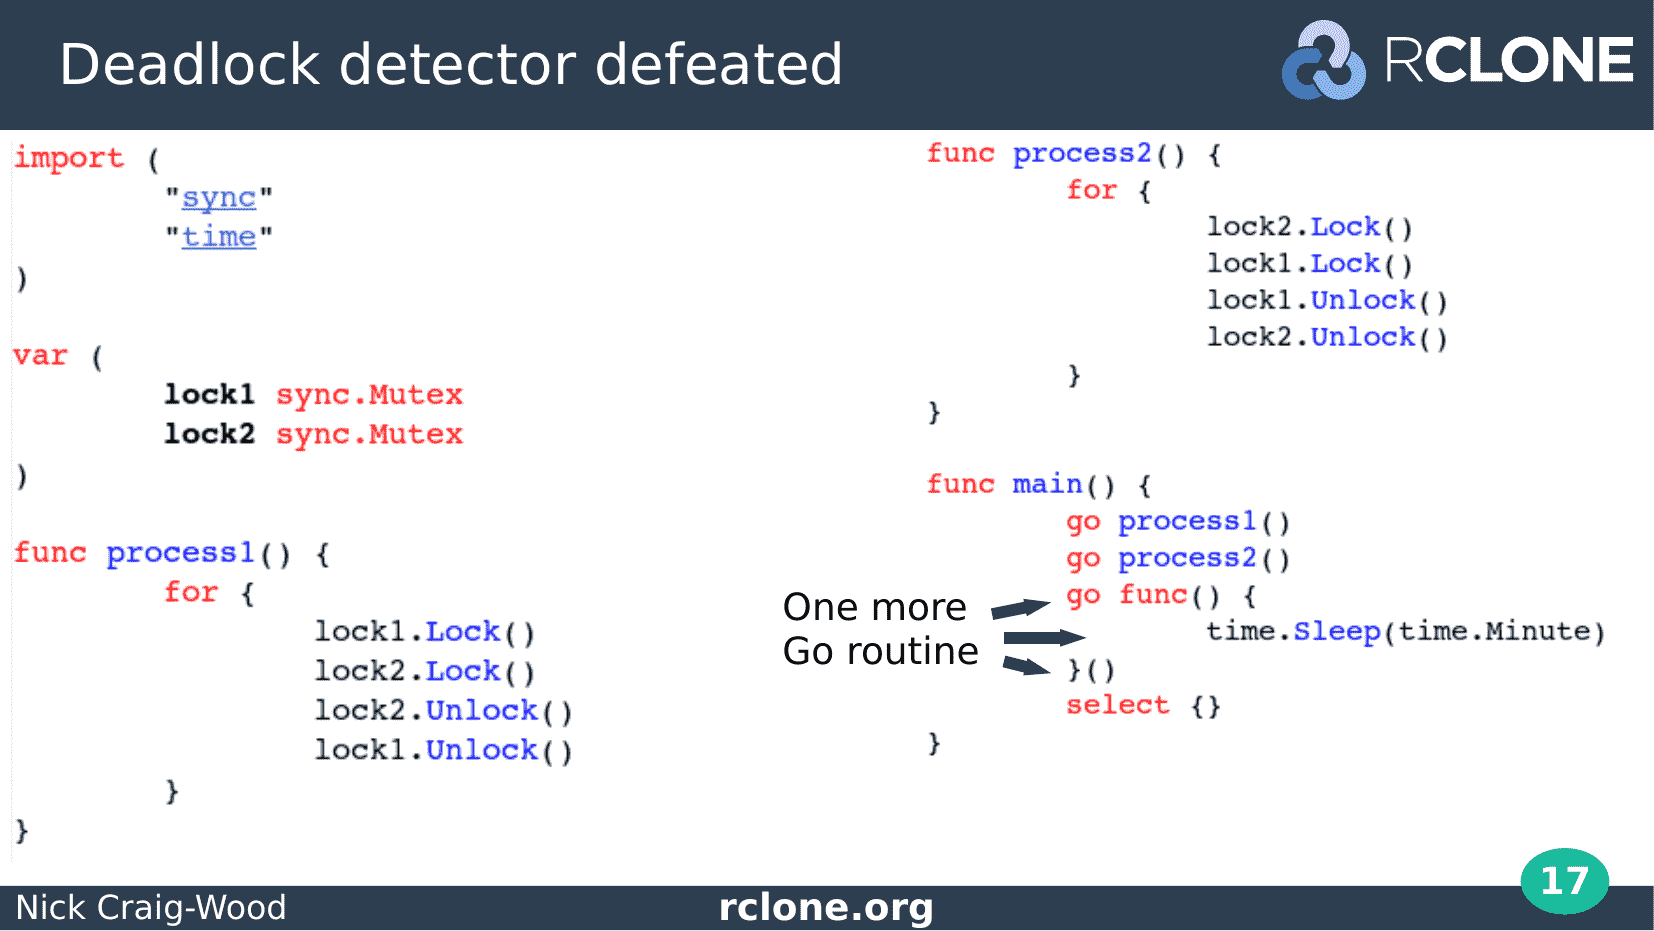 Deadlock detector defeated
RCLONE
import (
"sync"
"time"
)
var (
lock1 sync.Mutex
lock2 sync.Mutex
)
func process1() {
for {
lock1.Lock()
lock2.Lock()
lock2.Unlock()
lock1.Unlock()
}
}
func process2() {
for {
lock2.Lock()
lock1.Lock()
lock1.Unlock()
lock2.Unlock()
}
}
func main() {
go process1()
go process2()
go func() {
time.Sleep(time.Minute)
}()
select {}
}
One more
Go routine
Nick Craig-Wood
rclone.org
17